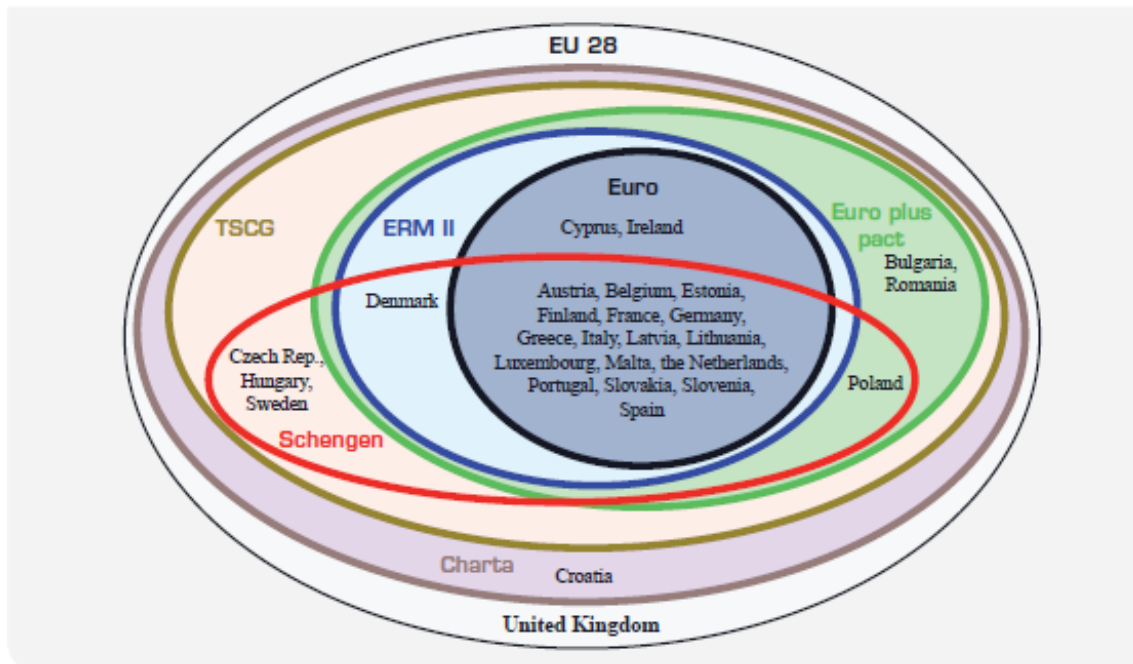 EU 28
Euro
TSCG
ERM II
Euro plus
pact
Cyprus, Ireland
Bulgaria,
Romania
Denmark
Austria, Belgium, Estonia,
Finland, France, Germany,
Greece, Italy, Latvia, Lithuania,
Luxembourg, Malta, the Netherlands,
Portugal, Slovakia, Slovenia,
Spain
Czech Rep.,
Hungary,
Sweden
Poland
Schengen
Charta
Croatia
United Kingdom